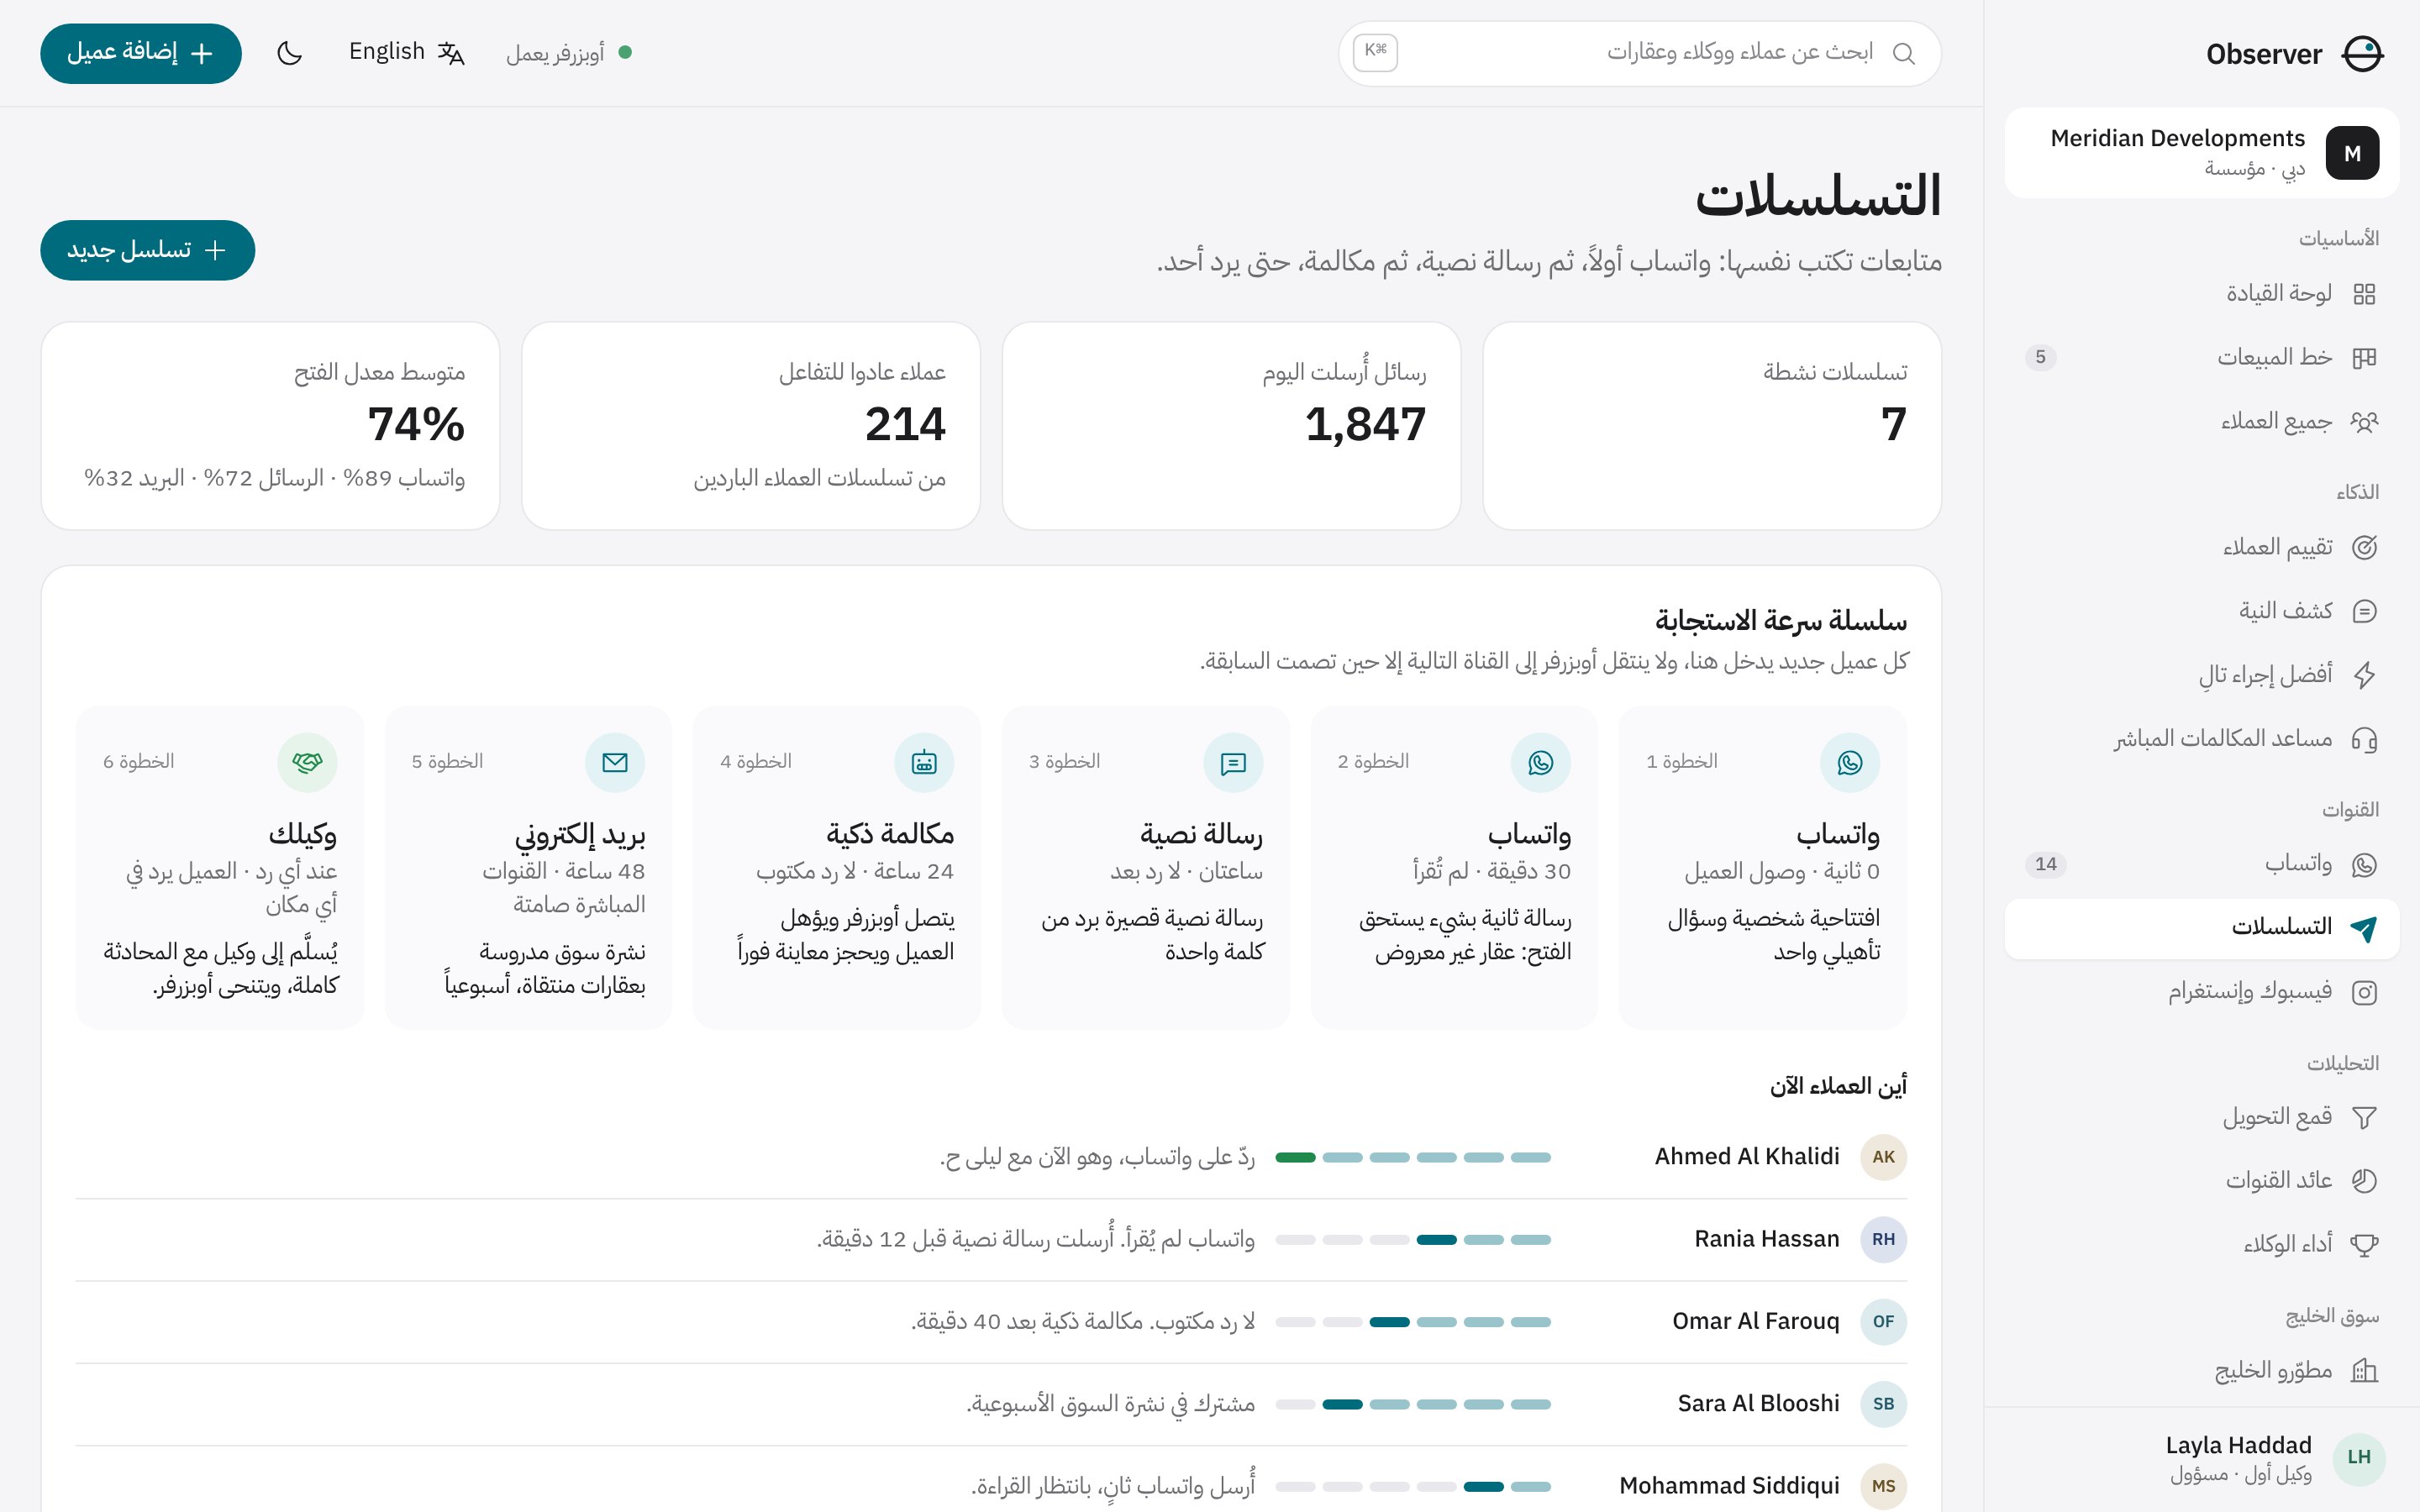 Observer
M
Meridian Developments
دبي · مؤسسة
الأساسيات
لوحة القيادة
خط المبيعات
5
جميع العملاء
الذكاء
تقييم العملاء
كشف النية
أفضل إجراء تالٍ
مساعد المكالمات المباشر
القنوات
واتساب
14
التسلسلات
فيسبوك وإنستغرام
التحليلات
قمع التحويل
عائد القنوات
أداء الوكلاء
سوق الخليج
مطوّرو الخليج
LH
Layla Haddad
وكيل أول · مسؤول
ابحث عن عملاء ووكلاء وعقارات
⌘K
أوبزرفر يعمل
English
إضافة عميل
التسلسلات
متابعات تكتب نفسها: واتساب أولاً، ثم رسالة نصية، ثم مكالمة، حتى يرد أحد.
تسلسل جديد
تسلسلات نشطة
7
رسائل أُرسلت اليوم
1,847
عملاء عادوا للتفاعل
214
من تسلسلات العملاء الباردين
متوسط معدل الفتح
74%
واتساب 89% · الرسائل 72% · البريد 32%
سلسلة سرعة الاستجابة
كل عميل جديد يدخل هنا، ولا ينتقل أوبزرفر إلى القناة التالية إلا حين تصمت السابقة.
الخطوة 1
واتساب
0 ثانية · وصول العميل
افتتاحية شخصية وسؤال
تأهيلي واحد
الخطوة 2
واتساب
30 دقيقة · لم تُقرأ
رسالة ثانية بشيء يستحق
الفتح: عقار غير معروض
الخطوة 3
رسالة نصية
ساعتان · لا رد بعد
رسالة نصية قصيرة برد من
كلمة واحدة
الخطوة 4
مكالمة ذكية
24 ساعة · لا رد مكتوب
يتصل أوبزرفر ويؤهل
العميل ويحجز معاينة فوراً
الخطوة 5
بريد إلكتروني
48 ساعة · القنوات
المباشرة صامتة
نشرة سوق مدروسة
بعقارات منتقاة، أسبوعياً
الخطوة 6
وكيلك
عند أي رد · العميل يرد في
أي مكان
يُسلَّم إلى وكيل مع المحادثة
كاملة، ويتنحى أوبزرفر.
أين العملاء الآن
AK
Ahmed Al Khalidi
ردّ على واتساب، وهو الآن مع ليلى ح.
RH
Rania Hassan
واتساب لم يُقرأ. أُرسلت رسالة نصية قبل 12 دقيقة.
OF
Omar Al Farouq
لا رد مكتوب. مكالمة ذكية بعد 40 دقيقة.
SB
Sara Al Blooshi
مشترك في نشرة السوق الأسبوعية.
MS
Mohammad Siddiqui
أُرسل واتساب ثانٍ، بانتظار القراءة.